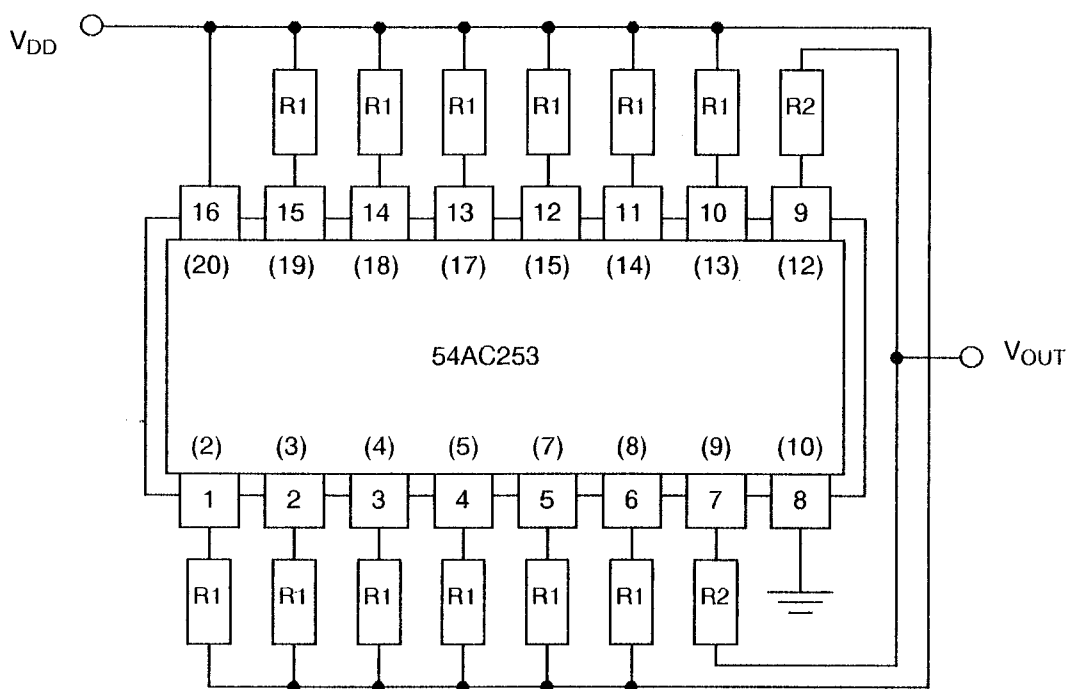 V_DD
R1 R1 R1 R1 R1 R1 R2
16 15 14 13 12 11 10 9
(20) (19) (18) (17) (15) (14) (13) (12)
54AC253
V_OUT
(2) (3) (4) (5) (7) (8) (9) (10)
1 2 3 4 5 6 7 8
R1 R1 R1 R1 R1 R1 R2